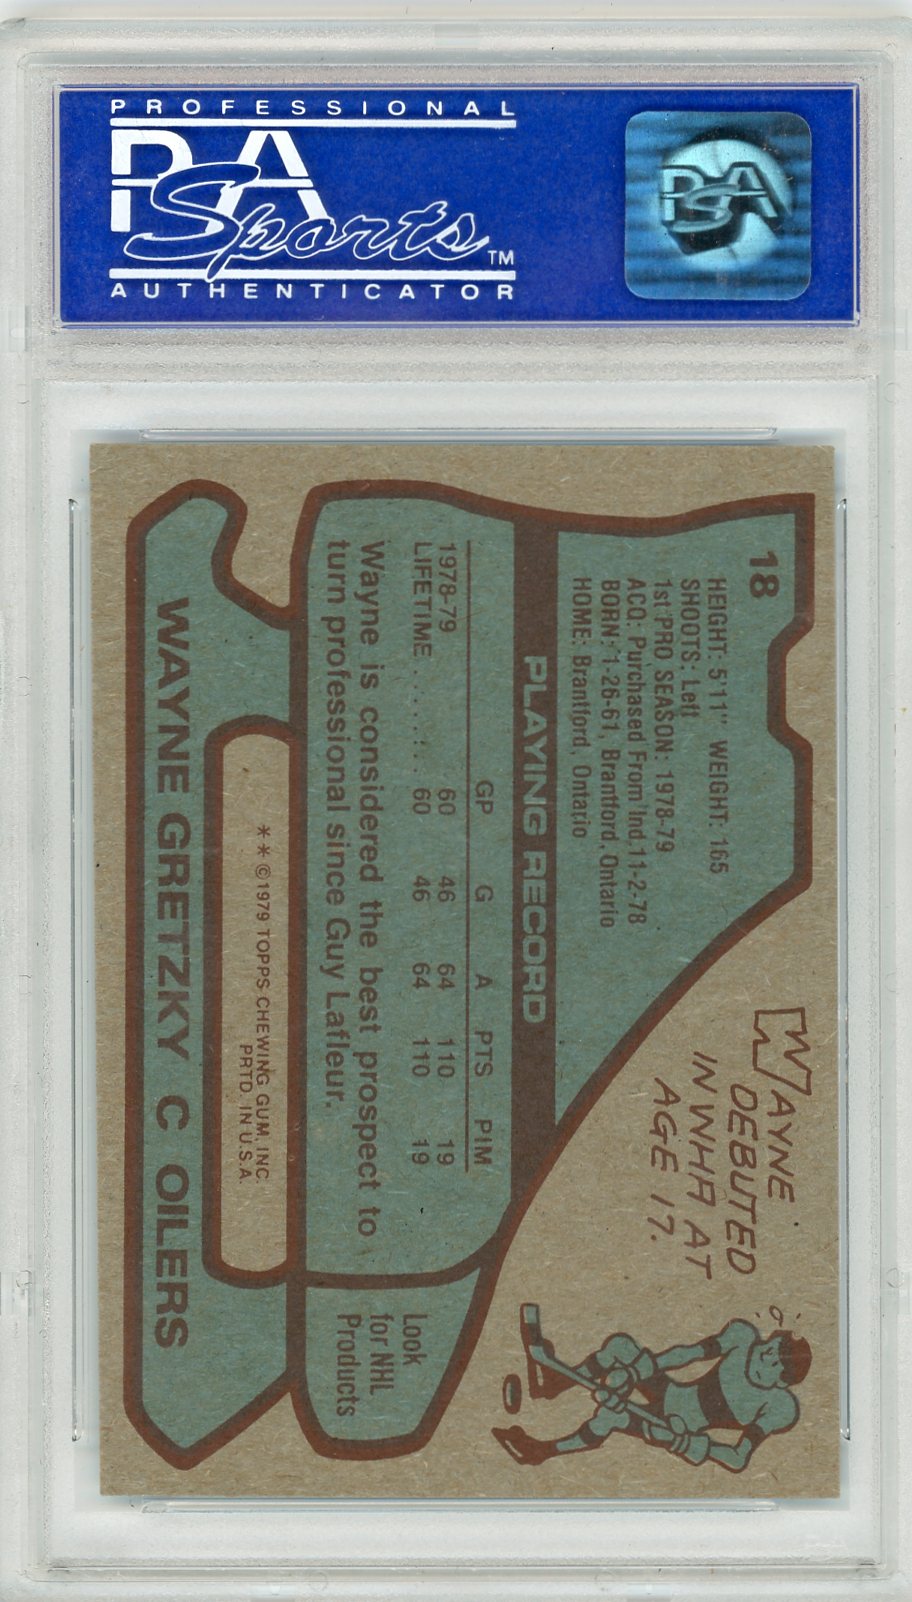 PROFESSIONAL
PSA
Sports™
AUTHENTICATOR
PSA
18
HEIGHT: 5'11" WEIGHT: 165
SHOOTS: Left
1st PRO SEASON: 1978-79
ACQ: Purchased From Ind, 11-2-78
BORN: 1-26-61, Brantford, Ontario
HOME: Brantford, Ontario
WAYNE
DEBUTED
IN WHA AT
AGE 17.
PLAYING RECORD
GP G A PTS PIM
1978-79 60 46 64 110 19
LIFETIME . . . . . . . 60 46 64 110 19
Wayne is considered the best prospect to
turn professional since Guy Lafleur.
Look
for NHL
Products
**©1979 TOPPS CHEWING GUM, INC.
PRTD. IN U.S.A.
WAYNE GRETZKY C OILERS